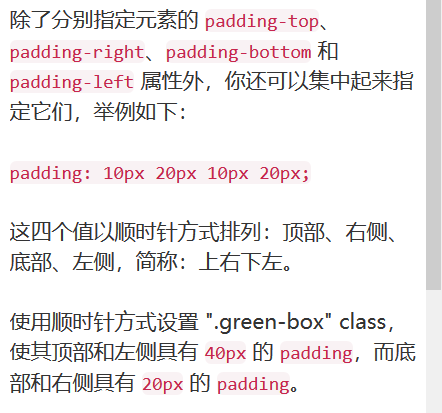 除了分别指定元素的 padding-top、
padding-right、padding-bottom 和
padding-left 属性外，你还可以集中起来指
定它们，举例如下：
padding: 10px 20px 10px 20px;
这四个值以顺时针方式排列：顶部、右侧、
底部、左侧，简称：上右下左。
使用顺时针方式设置 ".green-box" class，
使其顶部和左侧具有 40px 的 padding，而底
部和右侧具有 20px 的 padding。